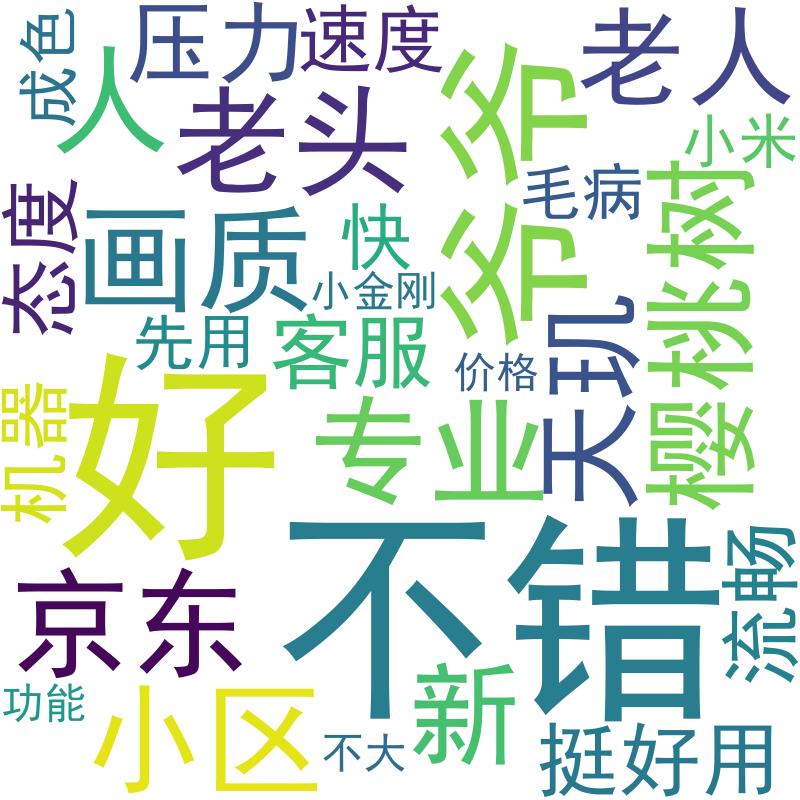 成色
压力
速度
爷爷
老人
人
老头
小米
态度
画质
快
毛病
樱桃树
小金刚
先用
客服
天玑
价格
机器
好
专业
京东
不错
流畅
功能
小区
不大
新
挺好用